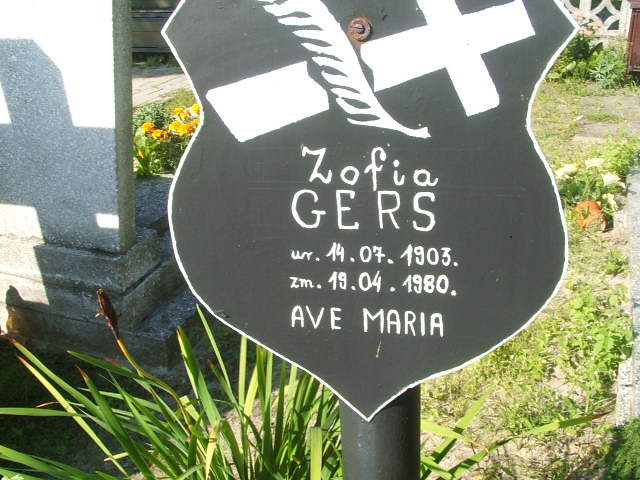 Zofia
GERS
ur. 14.07.1903.
zm. 19.04.1980.
AVE MARIA